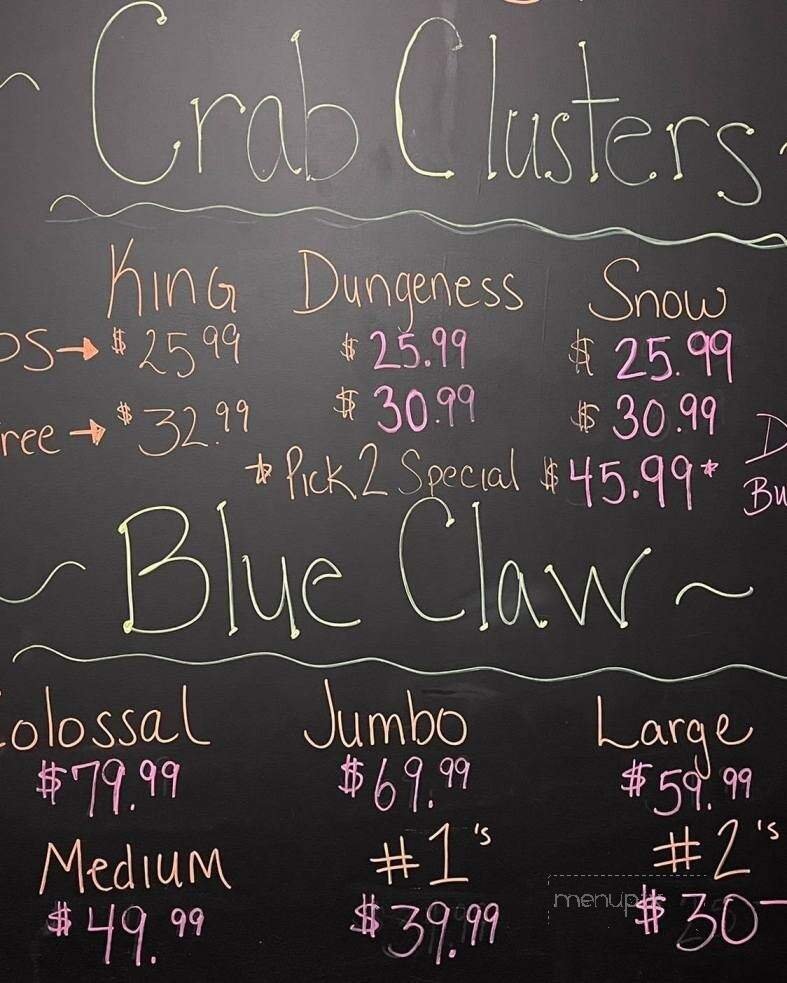 Crab Clusters
King Dungeness Snow
→ $25.99 $25.99 $25.99
ree → $32.99 $30.99 $30.99
*Pick 2 Special $45.99*
Blue Claw ~
olossal Jumbo Large
$79.99 $69.99 $59.99
Medium #1's #2's
$49.99 $39.99 $30